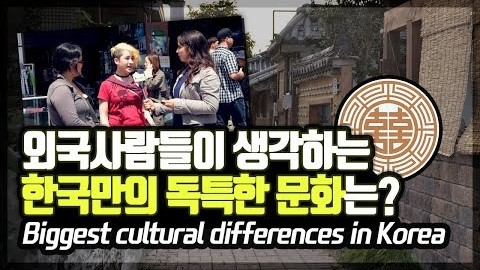 외국사람들이 생각하는
한국만의 독특한 문화는?
Biggest cultural differences in Korea
囍